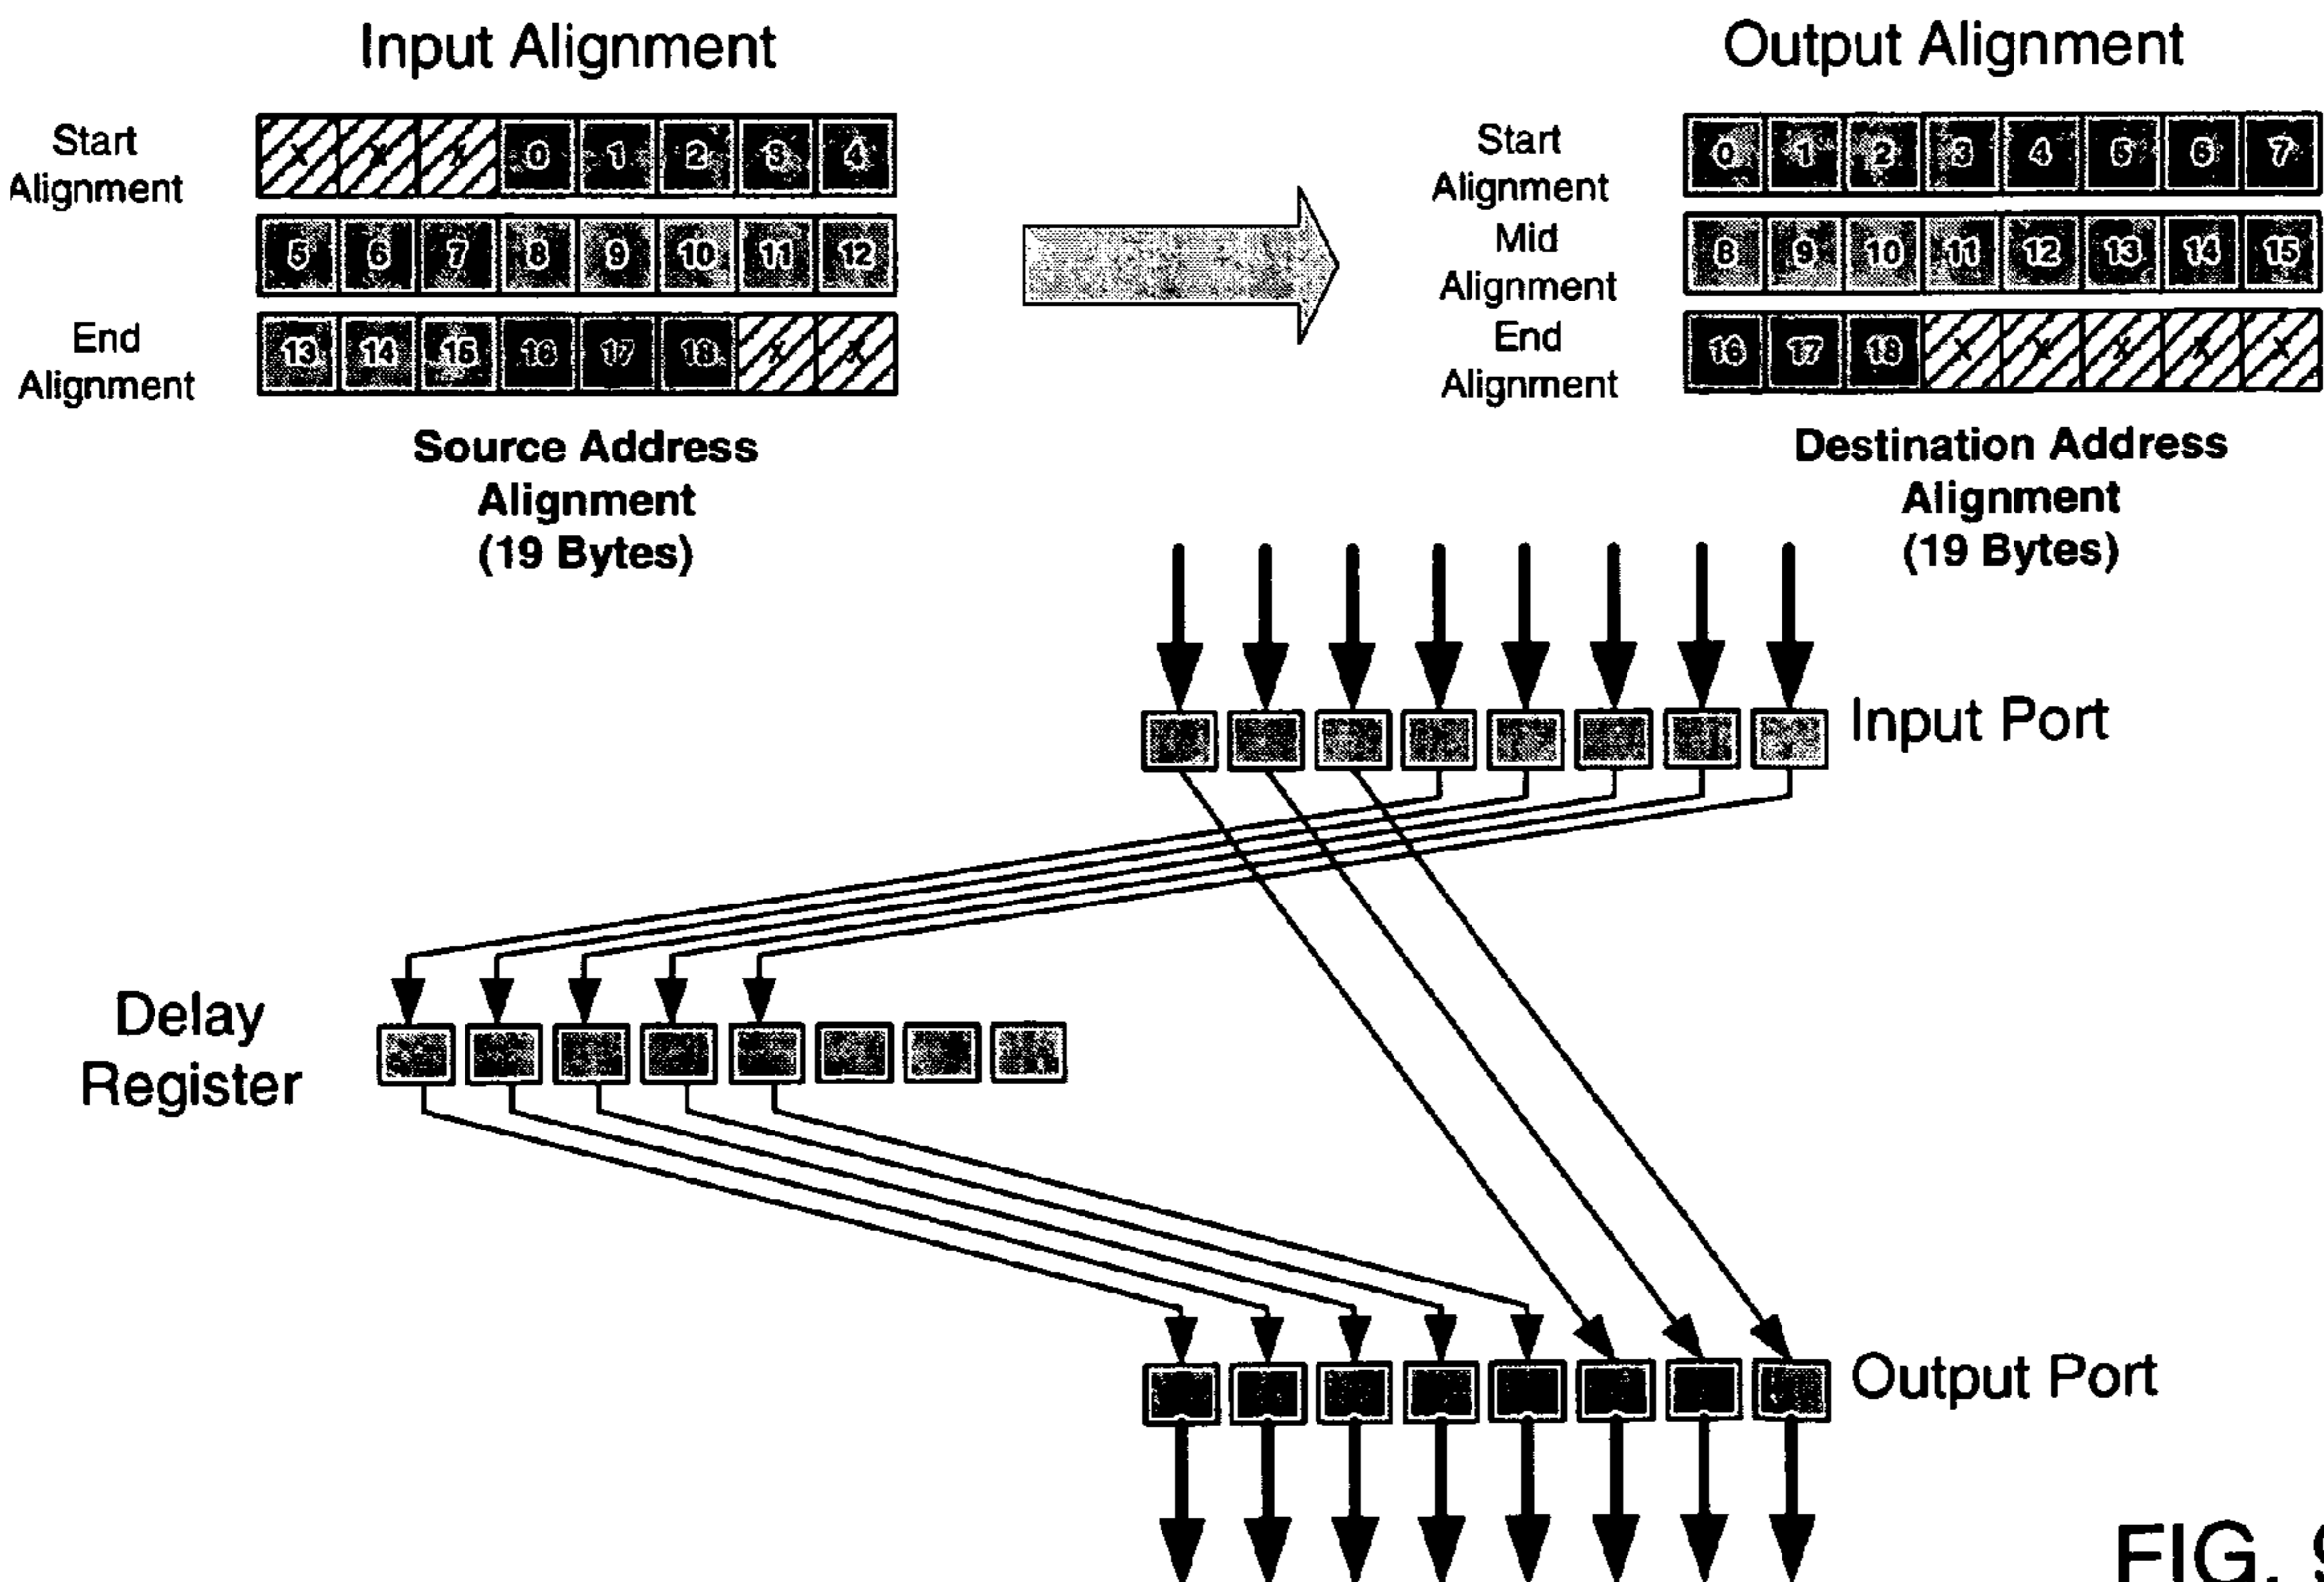 Input Alignment
Output Alignment
Start
Alignment
X X X 0 1 2 3 4
5 6 7 8 9 10 11 12
End
Alignment
13 14 15 16 17 18 X X
Source Address
Alignment
(19 Bytes)
Start
Alignment
0 1 2 3 4 5 6 7
Mid
Alignment
8 9 10 11 12 13 14 15
End
Alignment
16 17 18 X X X X X
Destination Address
Alignment
(19 Bytes)
Input Port
Delay
Register
Output Port
FIG.